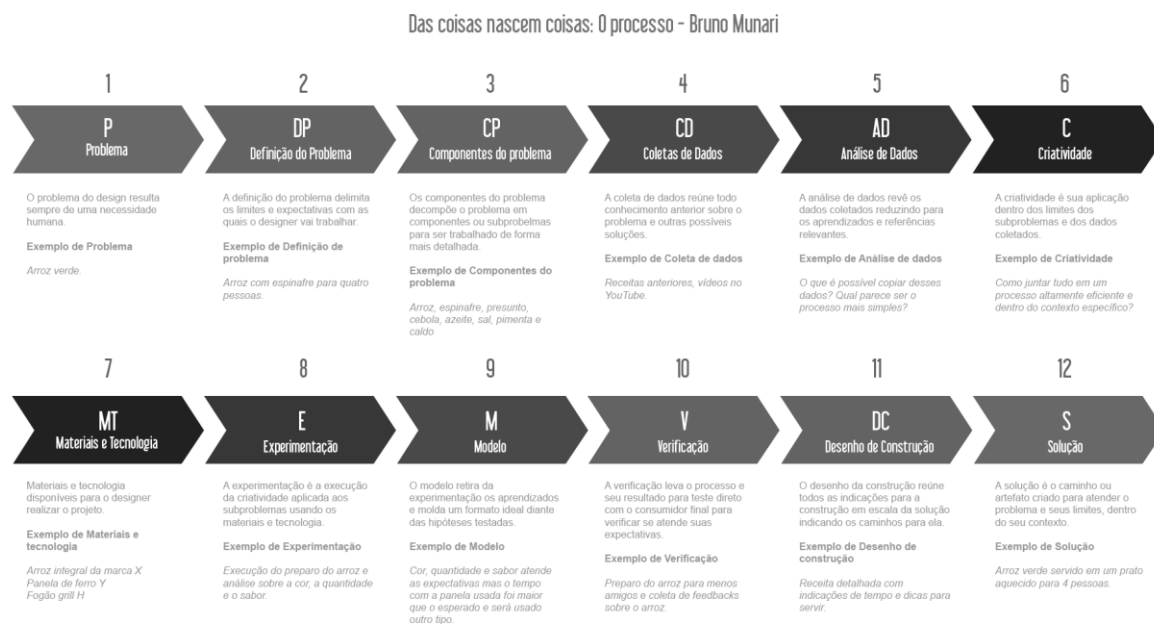 Das coisas nascem coisas: O processo - Bruno Munari
1
2
3
4
5
6
P
Problema
DP
Definição do Problema
CP
Componentes do problema
CD
Coletas de Dados
AD
Análise de Dados
C
Criatividade
O problema do design resulta
sempre de uma necessidade
humana.
Exemplo de Problema
Arroz verde.
A definição do problema delimita
os limites e expectativas com as
quais o designer vai trabalhar.
Exemplo de Definição de
problema
Arroz com espinafre para quatro
pessoas.
Os componentes do problema
decompõe o problema em
componentes ou subprobelmas
para ser trabalhado de forma
mais detalhada.
Exemplo de Componentes do
problema
Arroz, espinafre, presunto,
cebola, azeite, sal, pimenta e
caldo
A coleta de dados reúne todo
conhecimento anterior sobre o
problema e outras possíveis
soluções.
Exemplo de Coleta de dados
Receitas anteriores, vídeos no
YouTube.
A análise de dados revê os
dados coletados reduzindo para
os aprendizados e referências
relevantes.
Exemplo de Análise de dados
O que é possível copiar desses
dados? Qual parece ser o
processo mais simples?
A criatividade é sua aplicação
dentro dos limites dos
subproblemas e dos dados
coletados.
Exemplo de Criatividade
Como juntar tudo em um
processo altamente eficiente e
dentro do contexto específico?
7
8
9
10
11
12
MT
Materiais e Tecnologia
E
Experimentação
M
Modelo
V
Verificação
DC
Desenho de Construção
S
Solução
Materiais e tecnologia
disponíveis para o designer
realizar o projeto.
Exemplo de Materiais e
tecnologia
Arroz integral da marca X
Panela de ferro Y
Fogão grill H
A experimentação é a execução
da criatividade aplicada aos
subproblemas usando os
materiais e tecnologia.
Exemplo de Experimentação
Execução do preparo do arroz e
análise sobre a cor, a quantidade
e o sabor.
O modelo retira da
experimentação os aprendizados
e molda um formato ideal diante
das hipóteses testadas.
Exemplo de Modelo
Cor, quantidade e sabor atende
as expectativas mas o tempo
com a panela usada foi maior
que o esperado e será usado
outro tipo.
A verificação leva o processo e
seu resultado para teste direto
com o consumidor final para
verificar se atende suas
expectativas.
Exemplo de Verificação
Preparo do arroz para menos
amigos e coleta de feedbacks
sobre o arroz.
O desenho da construção reúne
todos as indicações para a
construção em escala da solução
indicando os caminhos para ela.
Exemplo de Desenho de
construção
Receita detalhada com
indicações de tempo e dicas para
servir.
A solução é o caminho ou
artefato criado para atender o
problema e seus limites, dentro
do seu contexto.
Exemplo de Solução
Arroz verde servido em um prato
aquecido para 4 pessoas.